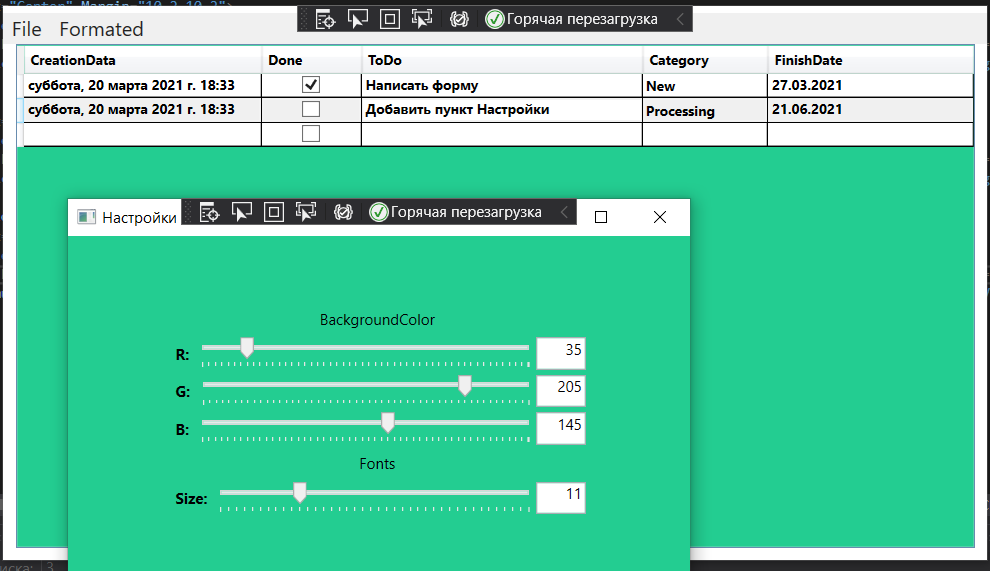 "Center" Margin="10 2 10 2">
Горячая перезагрузка
File Formated
CreationData Done ToDo Category FinishDate
суббота, 20 марта 2021 г. 18:33 Написать форму New 27.03.2021
суббота, 20 марта 2021 г. 18:33 Добавить пункт Настройки Processing 21.06.2021
Настройки Горячая перезагрузка
BackgroundColor
R: 35
G: 205
B: 145
Fonts
Size: 11